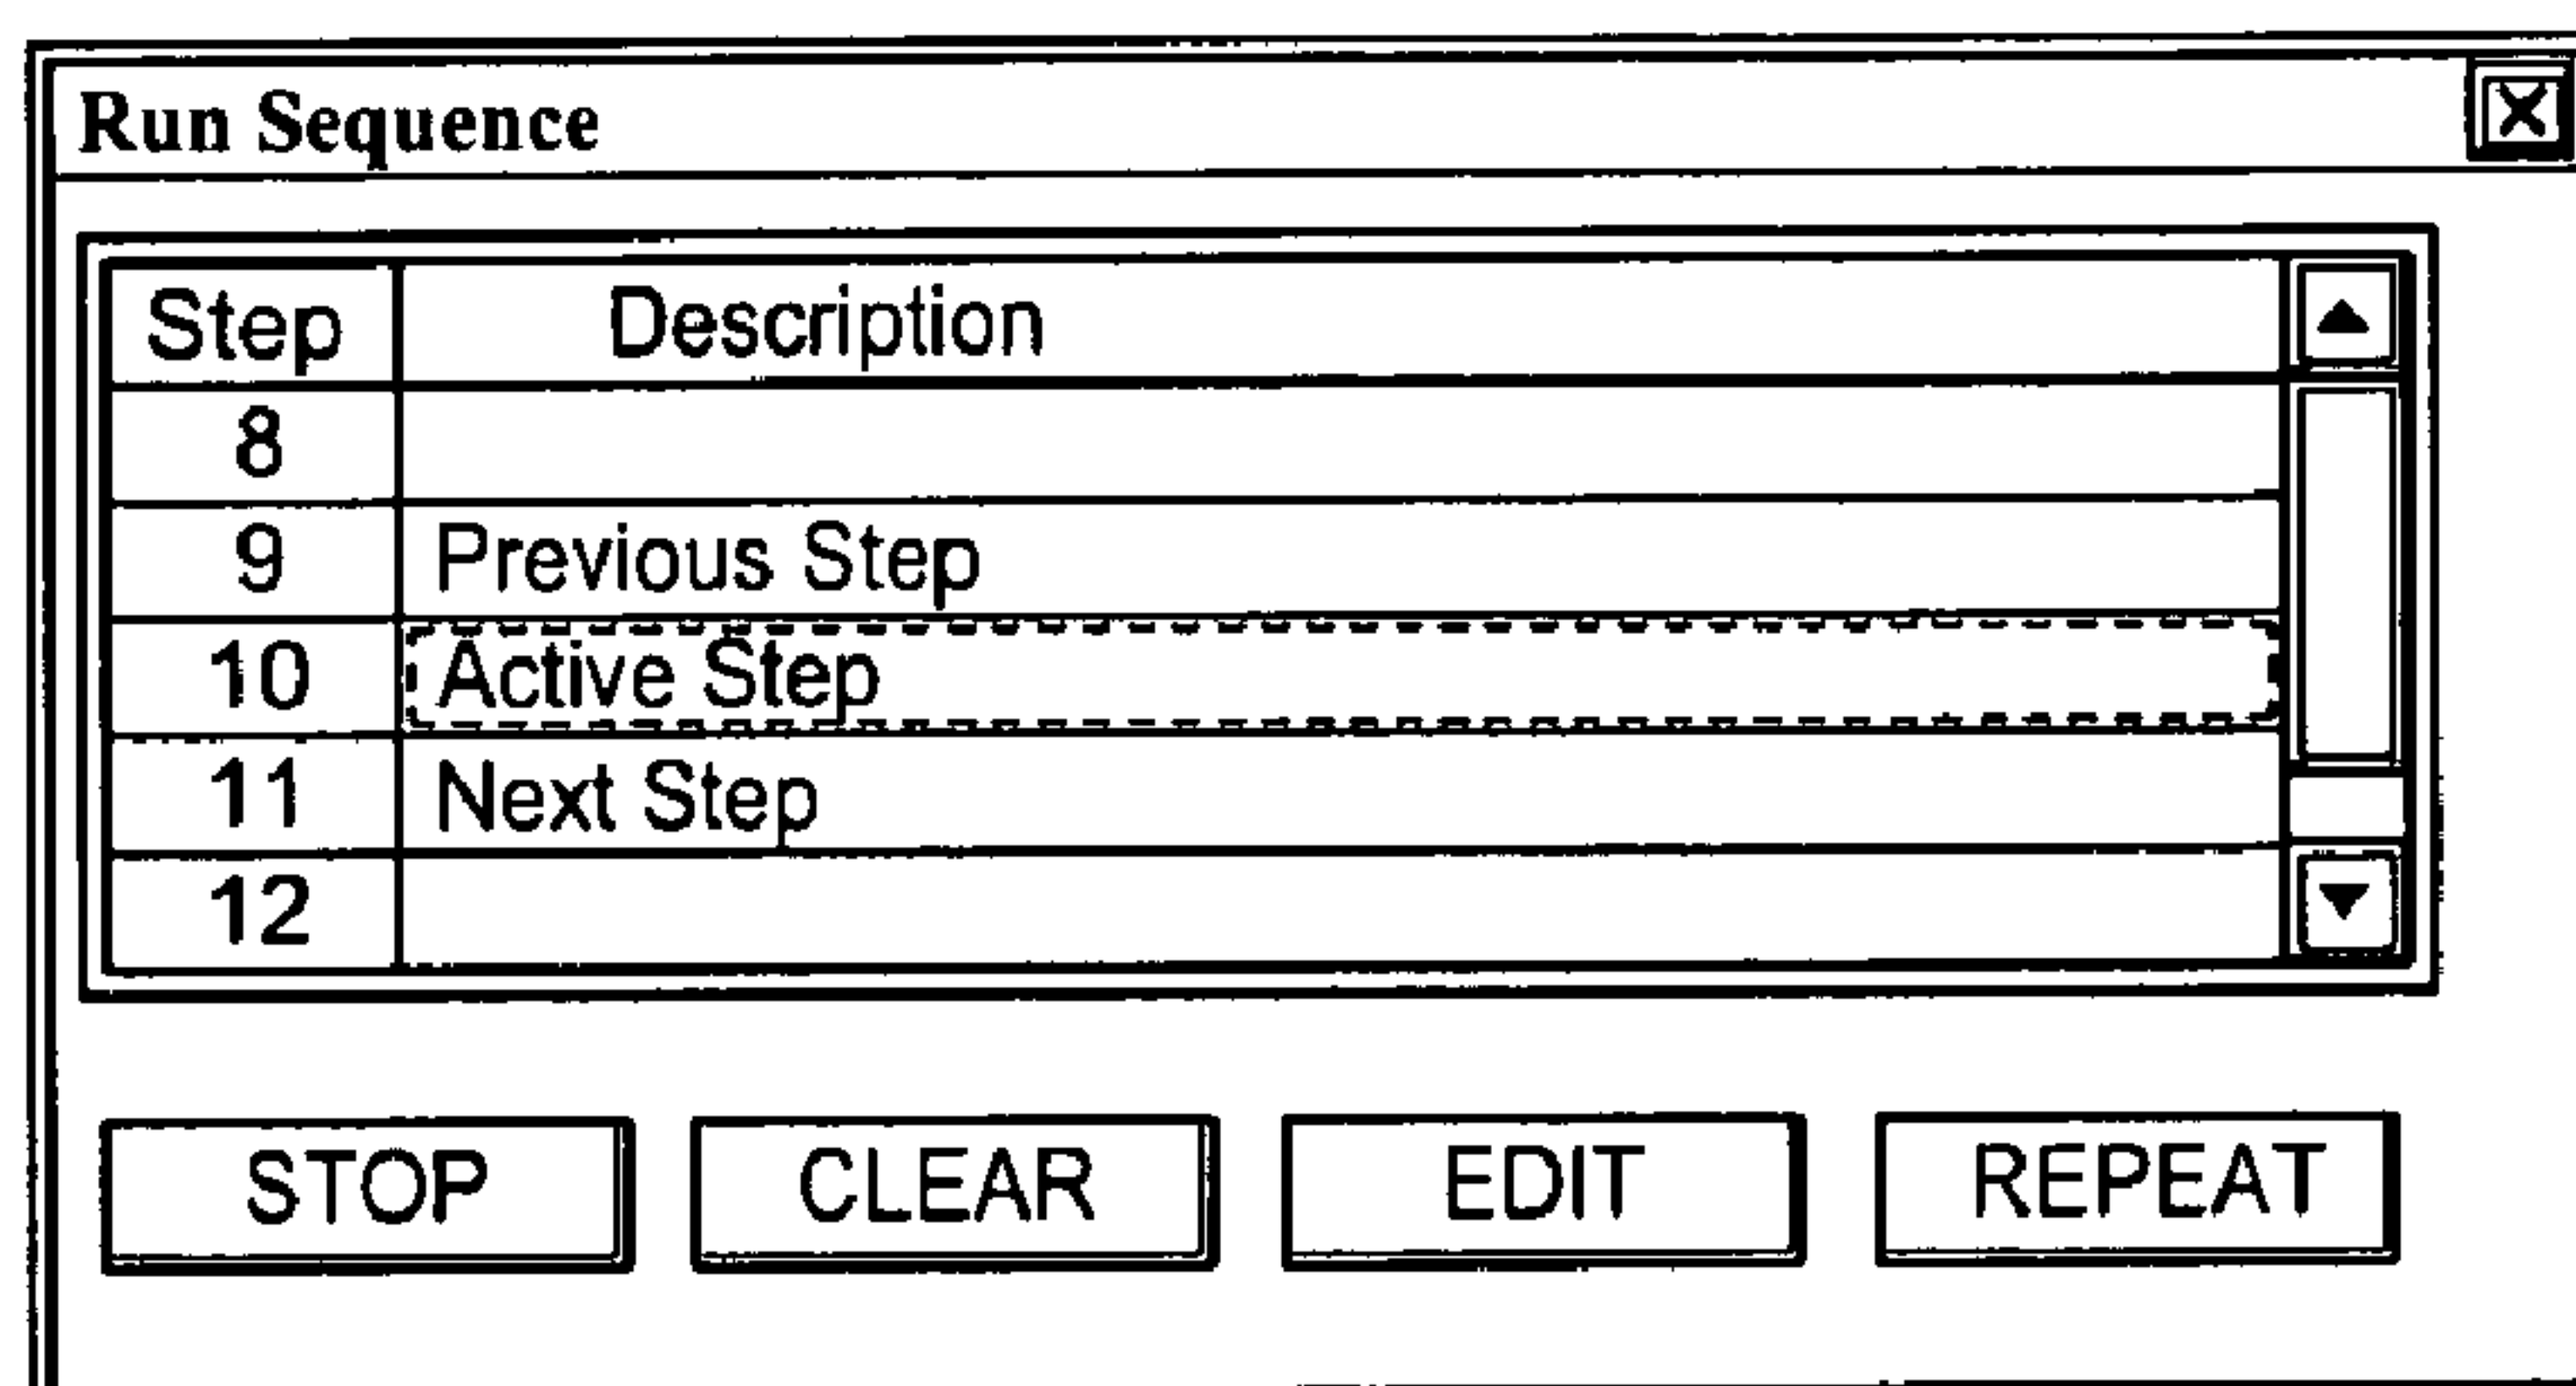 Run Sequence
Step Description
8
9 Previous Step
10 Active Step
11 Next Step
12
STOP CLEAR EDIT REPEAT